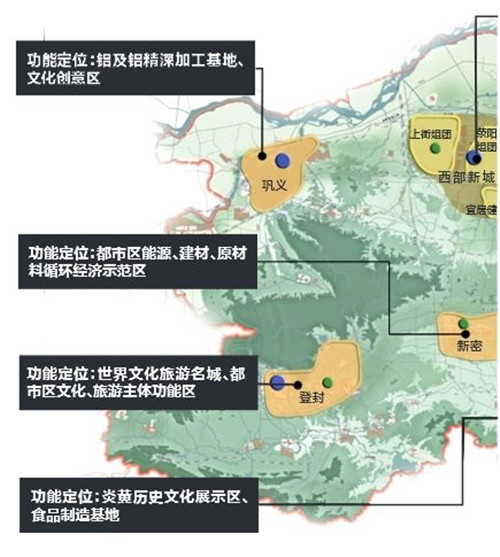 功能定位：铝及铝精深加工基地、
文化创意区
上街组团
荥阳
组团
西部新城
宜居健
巩义
功能定位：都市区能源、建材、原材
料循环经济示范区
新密
功能定位：世界文化旅游名城、都
市区文化、旅游主体功能区
登封
功能定位：炎黄历史文化展示区、
食品制造基地